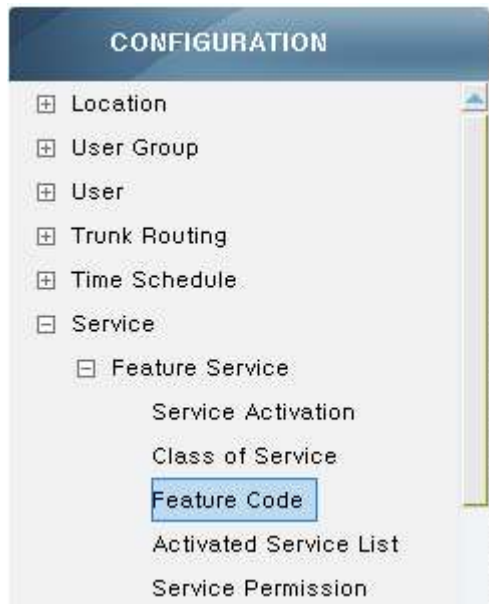 CONFIGURATION
Location
User Group
User
Trunk Routing
Time Schedule
Service
Feature Service
Service Activation
Class of Service
Feature Code
Activated Service List
Service Permission